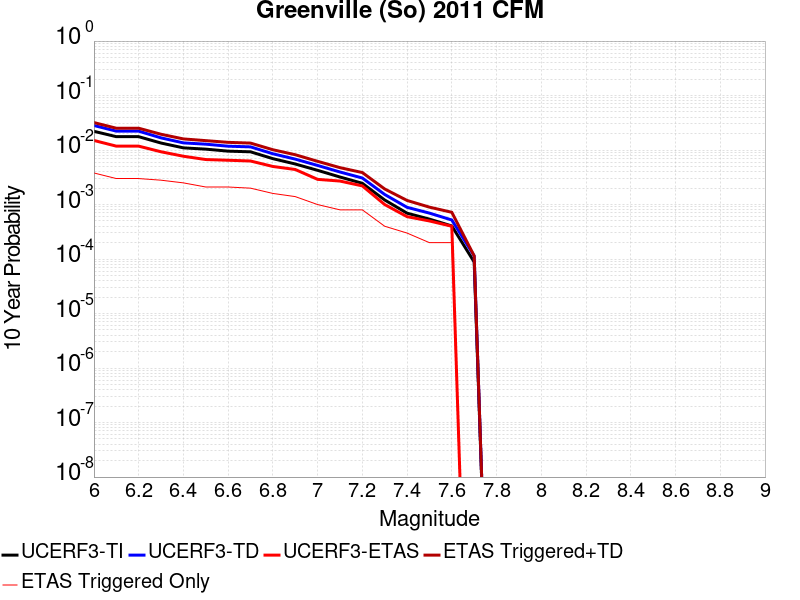 Greenville (So) 2011 CFM
10 0
10 -1
10 -2
10 -3
10 -4
10 -5
10 -6
10 -7
10 -8
10 Year Probability
6 6.2 6.4 6.6 6.8 7 7.2 7.4 7.6 7.8 8 8.2 8.4 8.6 8.8 9
Magnitude
UCERF3-TI UCERF3-TD UCERF3-ETAS ETAS Triggered+TD
ETAS Triggered Only